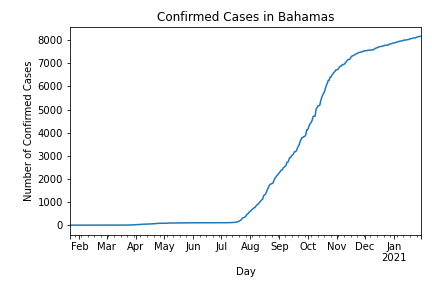 Confirmed Cases in Bahamas
Number of Confirmed Cases
8000
7000
6000
5000
4000
3000
2000
1000
0
Feb Mar Apr May Jun Jul Aug Sep Oct Nov Dec Jan
2021
Day